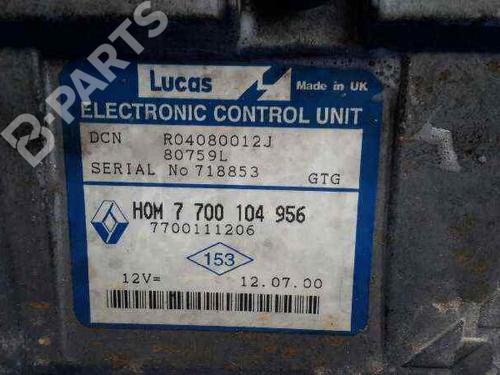 B-PARTS
Lucas
Made in UK
ELECTRONIC CONTROL UNIT
DCN R04080012J
80759L
SERIAL No 718853 GTG
HOM 7 700 104 956
7700111206
153
12V= 12.07.00